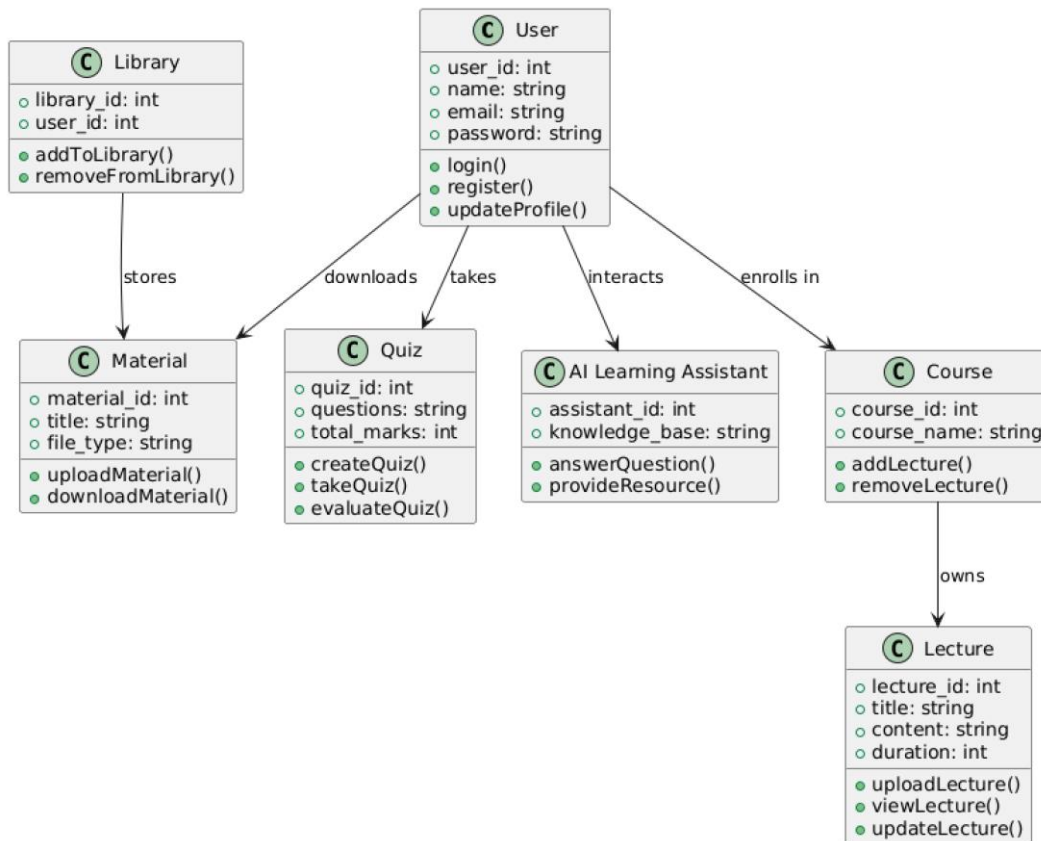 C Library
library_id: int
user_id: int
addToLibrary()
removeFromLibrary()
C User
user_id: int
name: string
email: string
password: string
login()
register()
updateProfile()
stores
downloads
takes
interacts
enrolls in
C Material
material_id: int
title: string
file_type: string
uploadMaterial()
downloadMaterial()
C Quiz
quiz_id: int
questions: string
total_marks: int
createQuiz()
takeQuiz()
evaluateQuiz()
C AI Learning Assistant
assistant_id: int
knowledge_base: string
answerQuestion()
provideResource()
C Course
course_id: int
course_name: string
addLecture()
removeLecture()
owns
C Lecture
lecture_id: int
title: string
content: string
duration: int
uploadLecture()
viewLecture()
updateLecture()